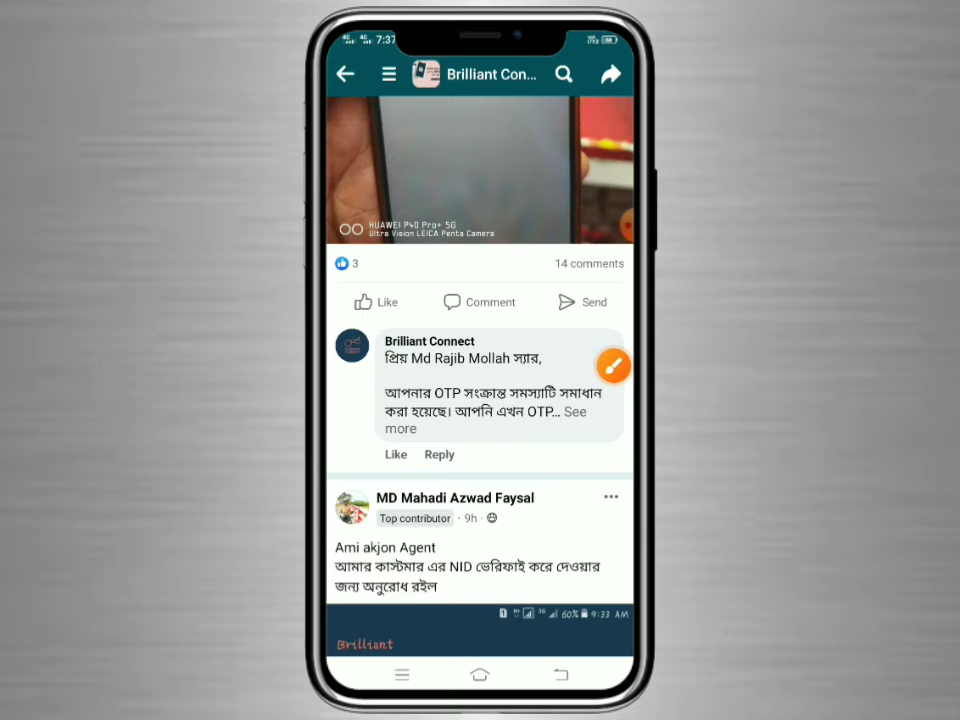 4G 4G 7:37
Brilliant Con...
HUAWEI P40 Pro+ 5G
Ultra Vision LEICA Penta Camera
3 14 comments
Like Comment Send
Brilliant Connect
প্রিয় Md Rajib Mollah স্যার,
আপনার OTP সংক্রান্ত সমস্যাটি সমাধান
করা হয়েছে। আপনি এখন OTP... See
more
Like Reply
MD Mahadi Azwad Faysal
Top contributor · 9h ·
Ami akjon Agent
আমার কাস্টমার এর NID ভেরিফাই করে দেওয়ার
জন্য অনুরোধ রইল
3G 60% 9:33 AM
Brilliant